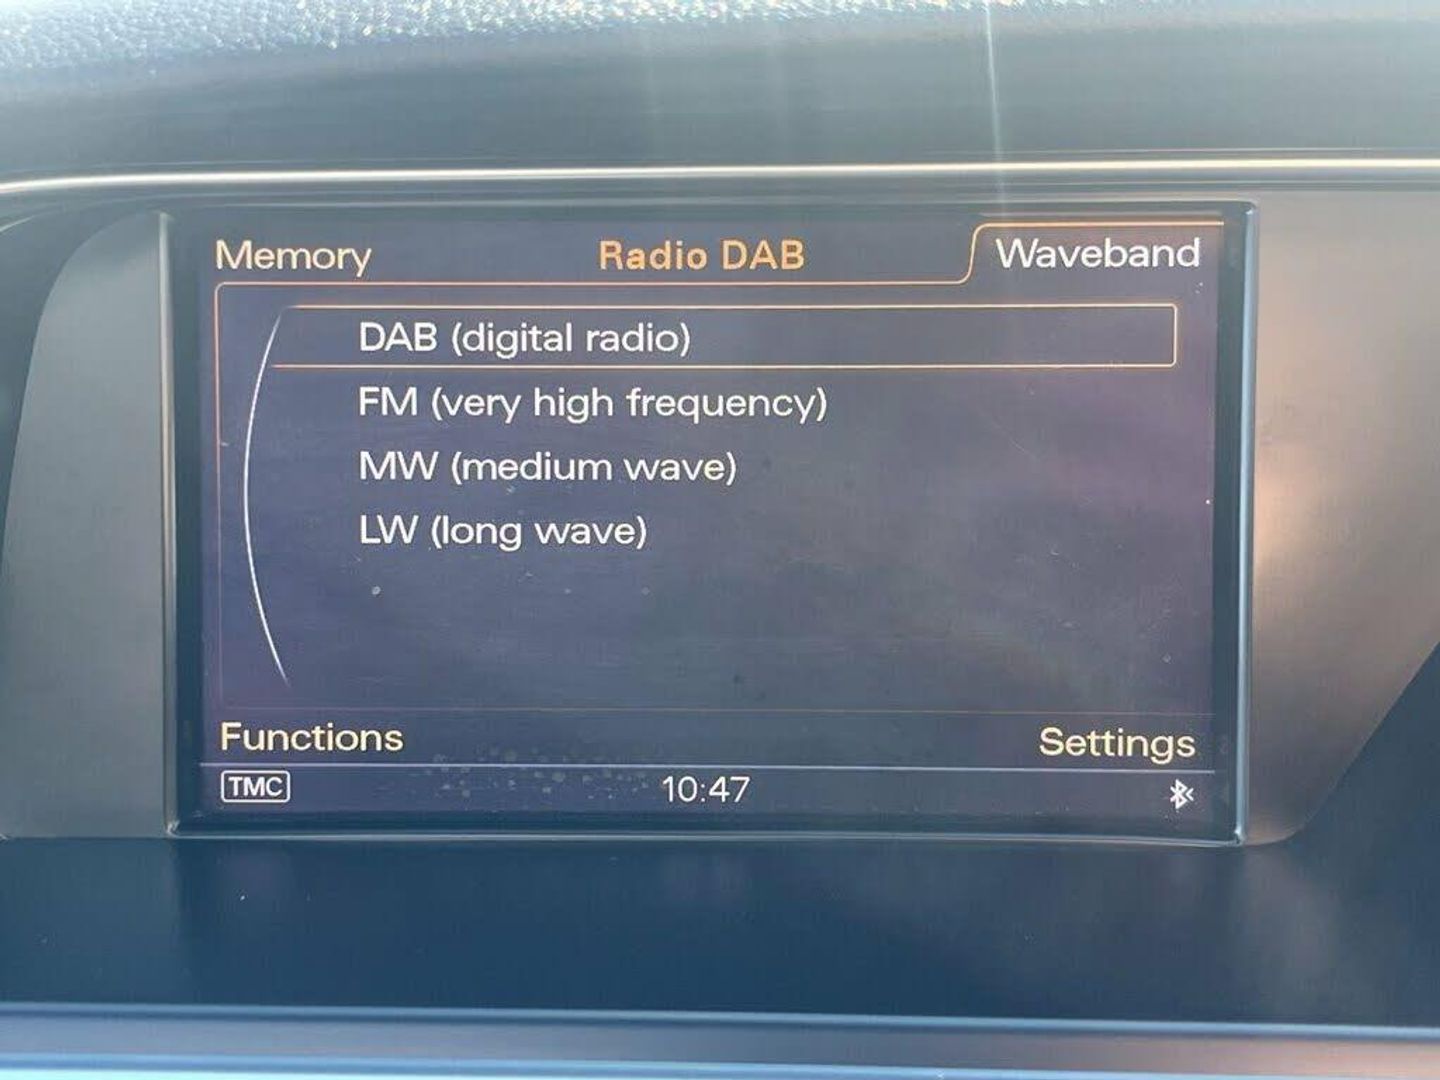 Memory Radio DAB Waveband
DAB (digital radio)
FM (very high frequency)
MW (medium wave)
LW (long wave)
Functions Settings
TMC 10:47